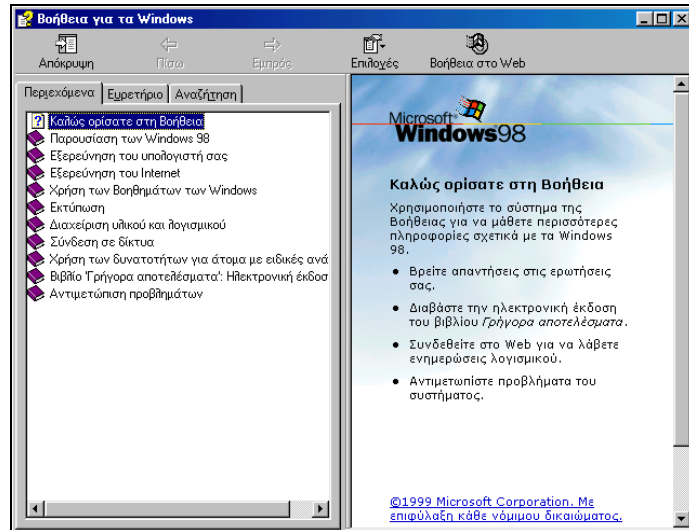 Βοήθεια για τα Windows
Απόκρυψη Πίσω Εμπρός Επιλογές Βοήθεια στο Web
Περιεχόμενα Ευρετήριο Αναζήτηση
Καλώς ορίσατε στη Βοήθεια
Παρουσίαση των Windows 98
Εξερεύνηση του υπολογιστή σας
Εξερεύνηση του Internet
Χρήση των Βοηθημάτων των Windows
Εκτύπωση
Διαχείριση υλικού και λογισμικού
Σύνδεση σε δίκτυα
Χρήση των δυνατοτήτων για άτομα με ειδικές ανά
Βιβλίο 'Γρήγορα αποτελέσματα': Ηλεκτρονική έκδοσ
Αντιμετώπιση προβλημάτων
Microsoft
Windows98
Καλώς ορίσατε στη Βοήθεια
Χρησιμοποιήστε το σύστημα της
Βοήθειας για να μάθετε περισσότερες
πληροφορίες σχετικά με τα Windows
98.
• Βρείτε απαντήσεις στις ερωτήσεις
σας.
• Διαβάστε την ηλεκτρονική έκδοση
του βιβλίου Γρήγορα αποτελέσματα.
• Συνδεθείτε στο Web για να λάβετε
ενημερώσεις λογισμικού.
• Αντιμετωπίστε προβλήματα του
συστήματος.
©1999 Microsoft Corporation. Με
επιφύλαξη κάθε νόμιμου δικαιώματος.